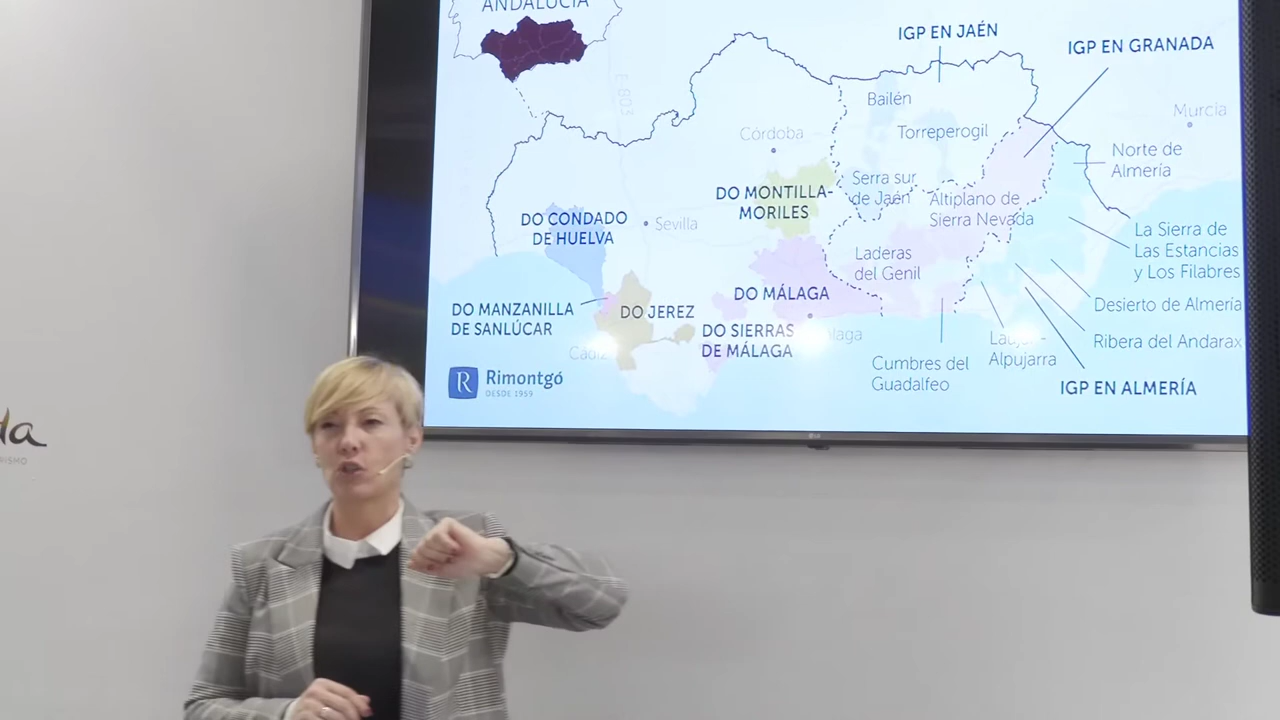 ANDALUCÍA
E 803
IGP EN JAÉN
IGP EN GRANADA
Bailén
Torreperogil
Murcia
Córdoba
Norte de
Almería
Serra sur
de Jaén
DO MONTILLA-
MORILES
Altiplano de
Sierra Nevada
DO CONDADO
DE HUELVA
Sevilla
La Sierra de
Las Estancias
y Los Filabres
Laderas
del Genil
DO MÁLAGA
DO MANZANILLA
DE SANLÚCAR
DO JEREZ
Desierto de Almería
DO SIERRAS
DE MÁLAGA
Ribera del Andarax
Alpujarra
Cádiz
Cumbres del
Guadalfeo
IGP EN ALMERÍA
R
Rimontgó
DESDE 1959
LG